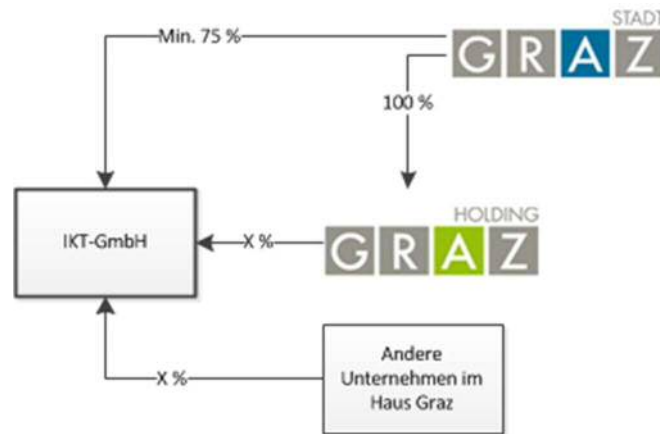 STADT
Min. 75 %
GRAZ
100 %
HOLDING
IKT-GmbH
X %
GRAZ
Andere
Unternehmen im
Haus Graz
X %